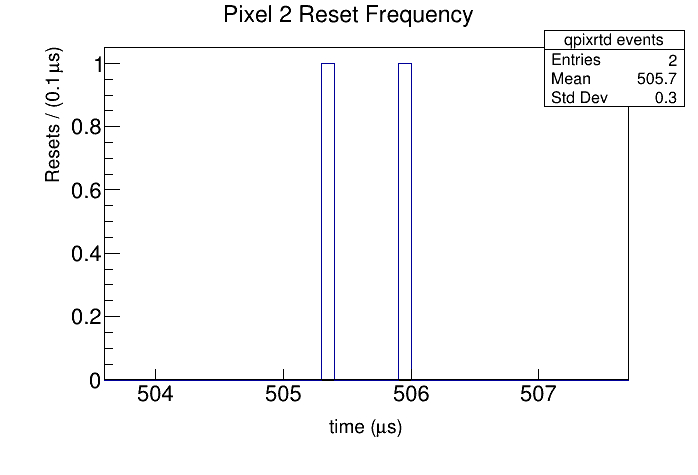 Pixel 2 Reset Frequency
qpixrtd events
Entries 2
Mean 505.7
Std Dev 0.3
Resets / (0.1 μs)
1
0.8
0.6
0.4
0.2
0
504 505 506 507
time (μs)